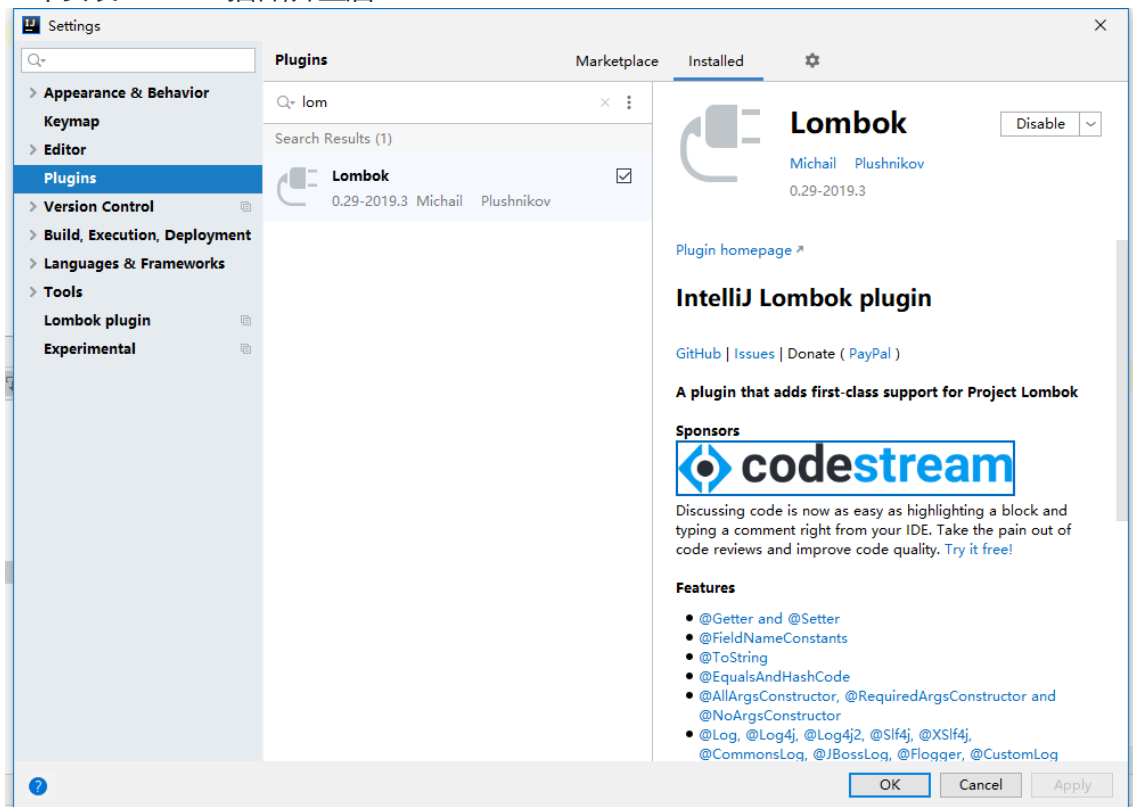 Settings
Plugins
Marketplace
Installed
Appearance & Behavior
Keymap
Editor
Plugins
Version Control
Build, Execution, Deployment
Languages & Frameworks
Tools
Lombok plugin
Experimental
lom
Search Results (1)
Lombok
0.29-2019.3 Michail Plushnikov
Lombok
Disable
Michail Plushnikov
0.29-2019.3
Plugin homepage
IntelliJ Lombok plugin
GitHub | Issues | Donate ( PayPal )
A plugin that adds first-class support for Project Lombok
Sponsors
codestream
Discussing code is now as easy as highlighting a block and
typing a comment right from your IDE. Take the pain out of
code reviews and improve code quality. Try it free!
Features
@Getter and @Setter
@FieldNameConstants
@ToString
@EqualsAndHashCode
@AllArgsConstructor, @RequiredArgsConstructor and
@NoArgsConstructor
@Log, @Log4j, @Log4j2, @Slf4j, @XSlf4j,
@CommonsLog, @JBossLog, @Flogger, @CustomLog
?
OK
Cancel
Apply